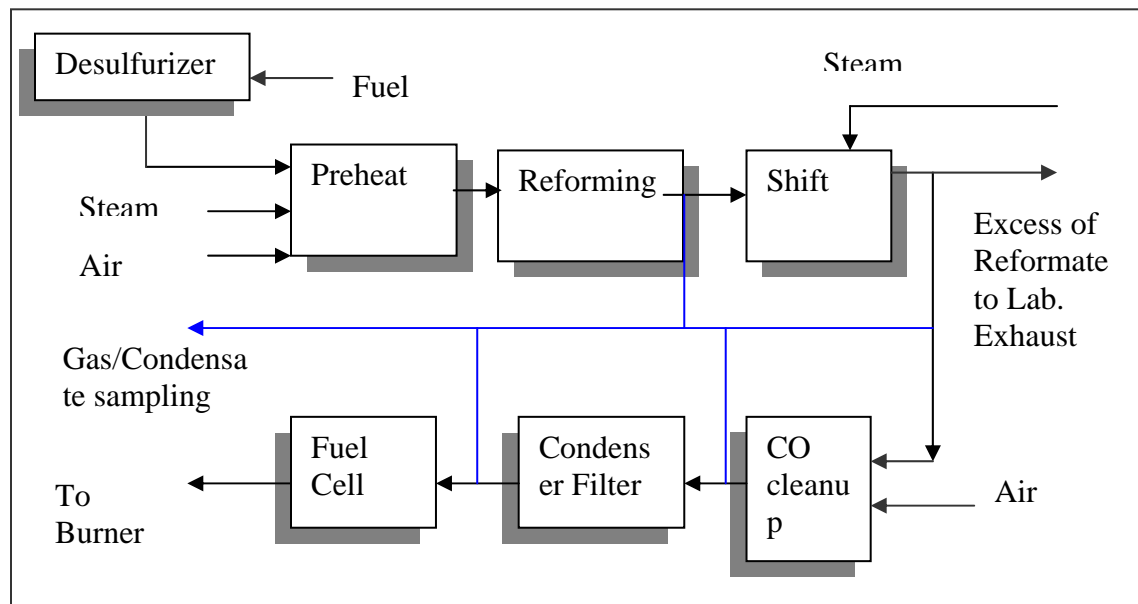 Desulfurizer
Fuel
Steam
Preheat
Reforming
Shift
Steam
Air
Excess of
Reformate
to Lab.
Exhaust
Gas/Condensa
te sampling
Fuel
Cell
Condens
er Filter
CO
cleanu
p
Air
To
Burner